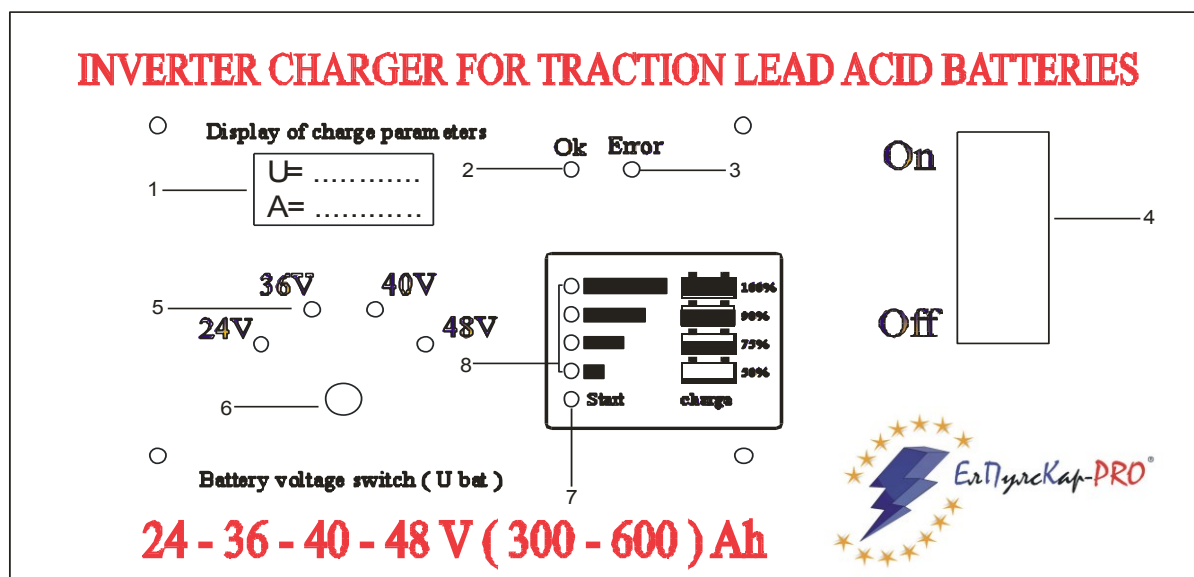 INVERTER CHARGER FOR TRACTION LEAD ACID BATTERIES
Display of charge parameters
Ok Error
On
1
U= ............
A= ............
2
3
4
36V 40V
5
24V 48V
6
8
100%
90%
75%
50%
Start charge
7
Off
Battery voltage switch ( U bat )
ЕлПулсКар-PRO®
24 - 36 - 40 - 48 V ( 300 - 600 ) Ah